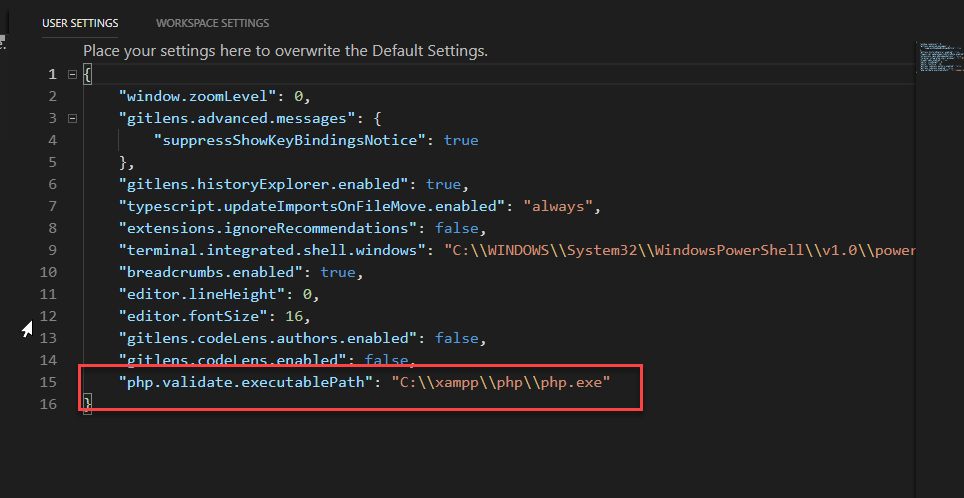 USER SETTINGS WORKSPACE SETTINGS
Place your settings here to overwrite the Default Settings.
1 {
2 "window.zoomLevel": 0,
3 "gitlens.advanced.messages": {
4 "suppressShowKeyBindingsNotice": true
5 },
6 "gitlens.historyExplorer.enabled": true,
7 "typescript.updateImportsOnFileMove.enabled": "always",
8 "extensions.ignoreRecommendations": false,
9 "terminal.integrated.shell.windows": "C:\\WINDOWS\\System32\\WindowsPowerShell\\v1.0\\power
10 "breadcrumbs.enabled": true,
11 "editor.lineHeight": 0,
12 "editor.fontSize": 16,
13 "gitlens.codeLens.authors.enabled": false,
14 "gitlens.codeLens.enabled": false,
15 "php.validate.executablePath": "C:\\xampp\\php\\php.exe"
16 }